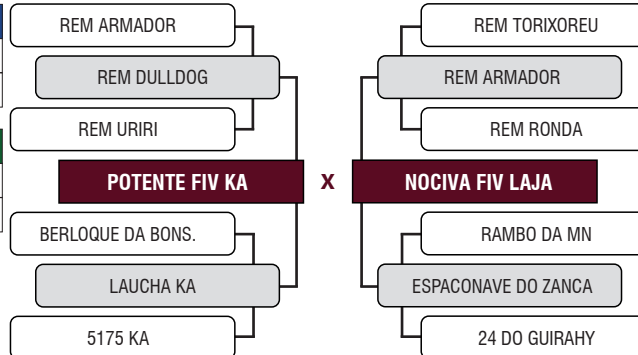 REM ARMADOR
REM DULLDOG
REM URIRI
POTENTE FIV KA
BERLOQUE DA BONS.
LAUCHA KA
5175 KA
X
REM TORIXOREU
REM ARMADOR
REM RONDA
NOCIVA FIV LAJA
RAMBO DA MN
ESPACONAVE DO ZANCA
24 DO GUIRAHY